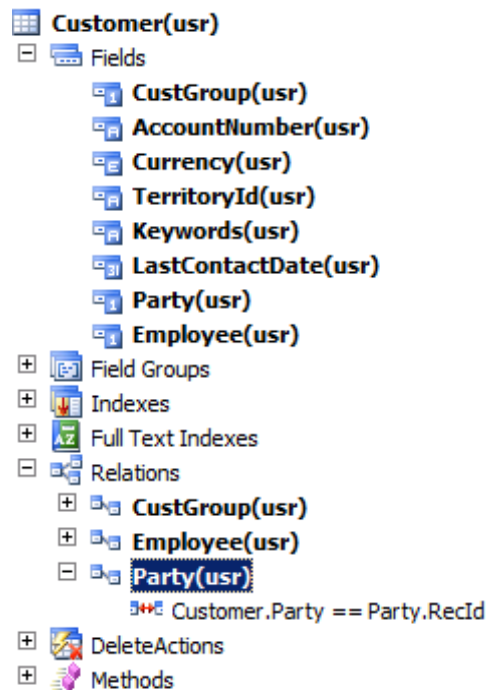 Customer(usr)
Fields
CustGroup(usr)
AccountNumber(usr)
Currency(usr)
TerritoryId(usr)
Keywords(usr)
LastContactDate(usr)
Party(usr)
Employee(usr)
Field Groups
Indexes
Full Text Indexes
Relations
CustGroup(usr)
Employee(usr)
Party(usr)
Customer.Party == Party.RecId
DeleteActions
Methods